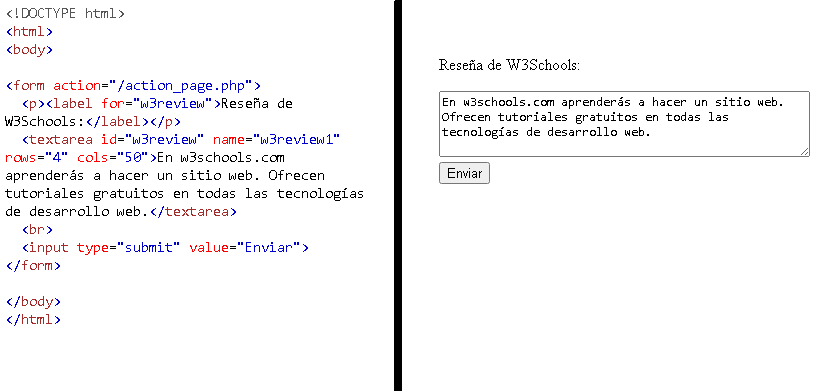 <!DOCTYPE html>
<html>
<body>

<form action="/action_page.php">
  <p><label for="w3review">Reseña de
W3Schools:</label></p>
  <textarea id="w3review" name="w3review1"
rows="4" cols="50">En w3schools.com
aprenderás a hacer un sitio web. Ofrecen
tutoriales gratuitos en todas las tecnologías
de desarrollo web.</textarea>
  <br>
  <input type="submit" value="Enviar">
</form>

</body>
</html>

Reseña de W3Schools:
En w3schools.com aprenderás a hacer un sitio web.
Ofrecen tutoriales gratuitos en todas las
tecnologías de desarrollo web.
Enviar